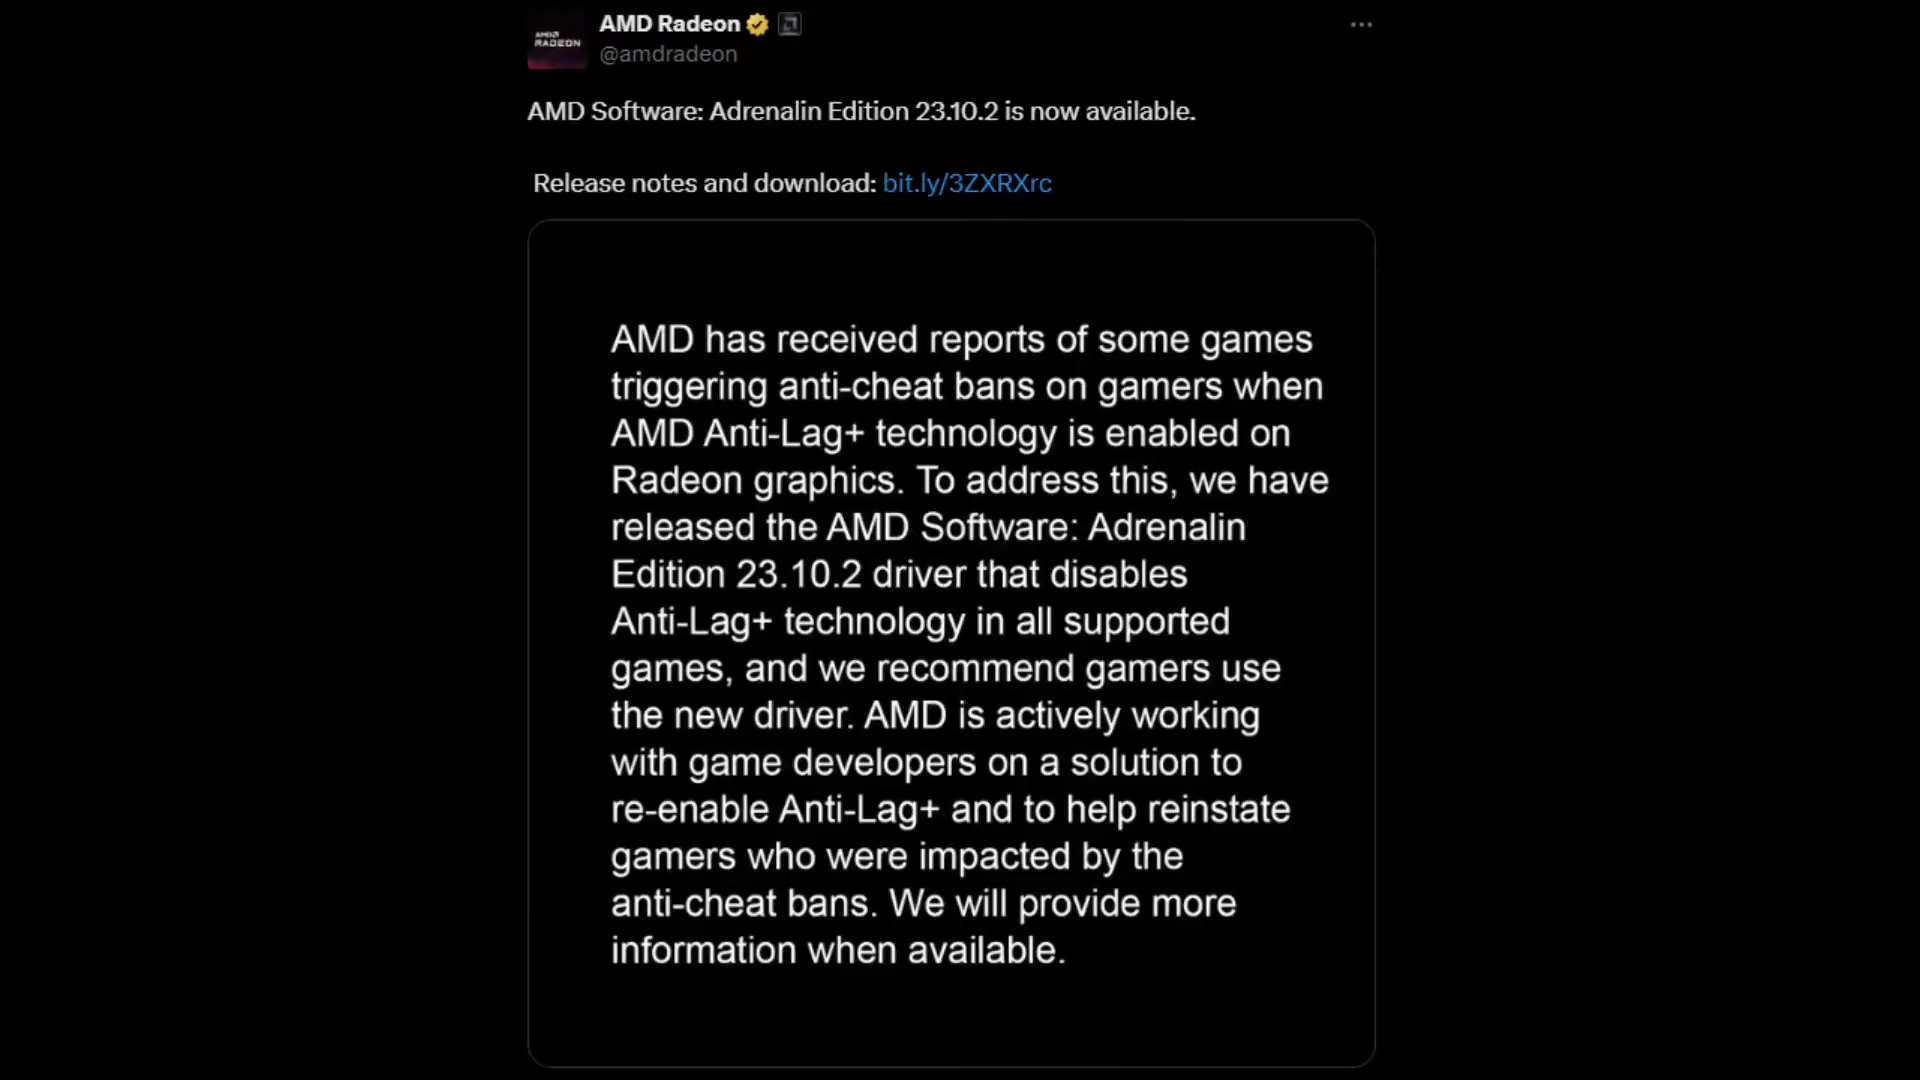 AMD
RADEON
AMD Radeon
@amdradeon
AMD Software: Adrenalin Edition 23.10.2 is now available.
Release notes and download: bit.ly/3ZXRXrc
AMD has received reports of some games
triggering anti-cheat bans on gamers when
AMD Anti-Lag+ technology is enabled on
Radeon graphics. To address this, we have
released the AMD Software: Adrenalin
Edition 23.10.2 driver that disables
Anti-Lag+ technology in all supported
games, and we recommend gamers use
the new driver. AMD is actively working
with game developers on a solution to
re-enable Anti-Lag+ and to help reinstate
gamers who were impacted by the
anti-cheat bans. We will provide more
information when available.